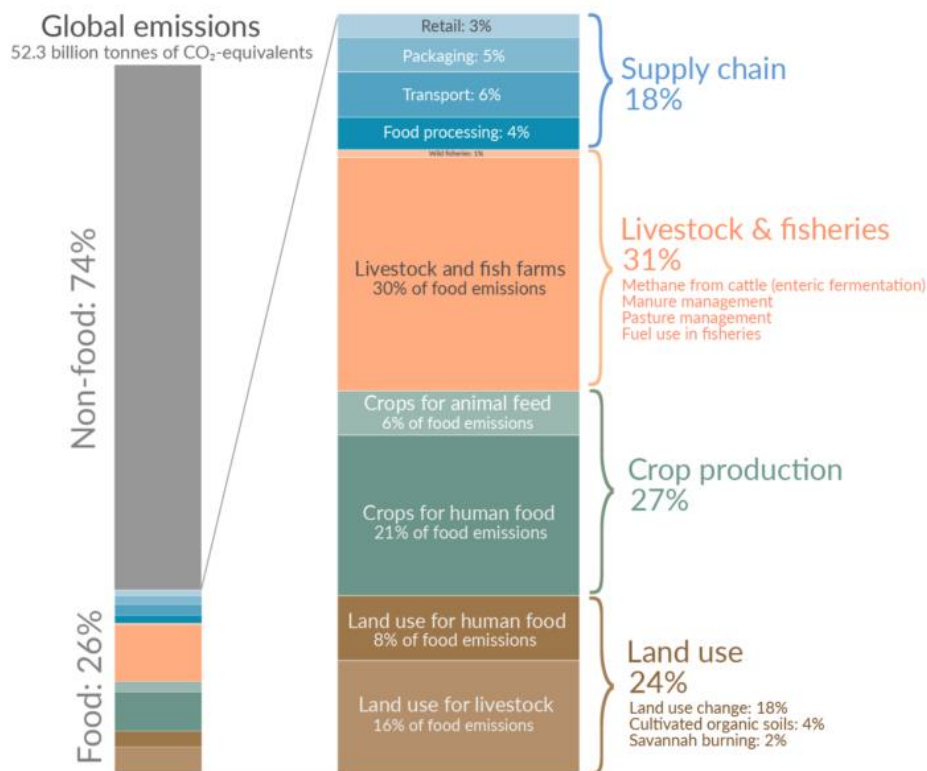 Global emissions
52.3 billion tonnes of CO₂-equivalents
Non-food: 74%
Food: 26%
Retail: 3%
Packaging: 5%
Transport: 6%
Food processing: 4%
Wild fisheries: 1%
Livestock and fish farms
30% of food emissions
Crops for animal feed
6% of food emissions
Crops for human food
21% of food emissions
Land use for human food
8% of food emissions
Land use for livestock
16% of food emissions
Supply chain
18%
Livestock & fisheries
31%
Methane from cattle (enteric fermentation)
Manure management
Pasture management
Fuel use in fisheries
Crop production
27%
Land use
24%
Land use change: 18%
Cultivated organic soils: 4%
Savannah burning: 2%